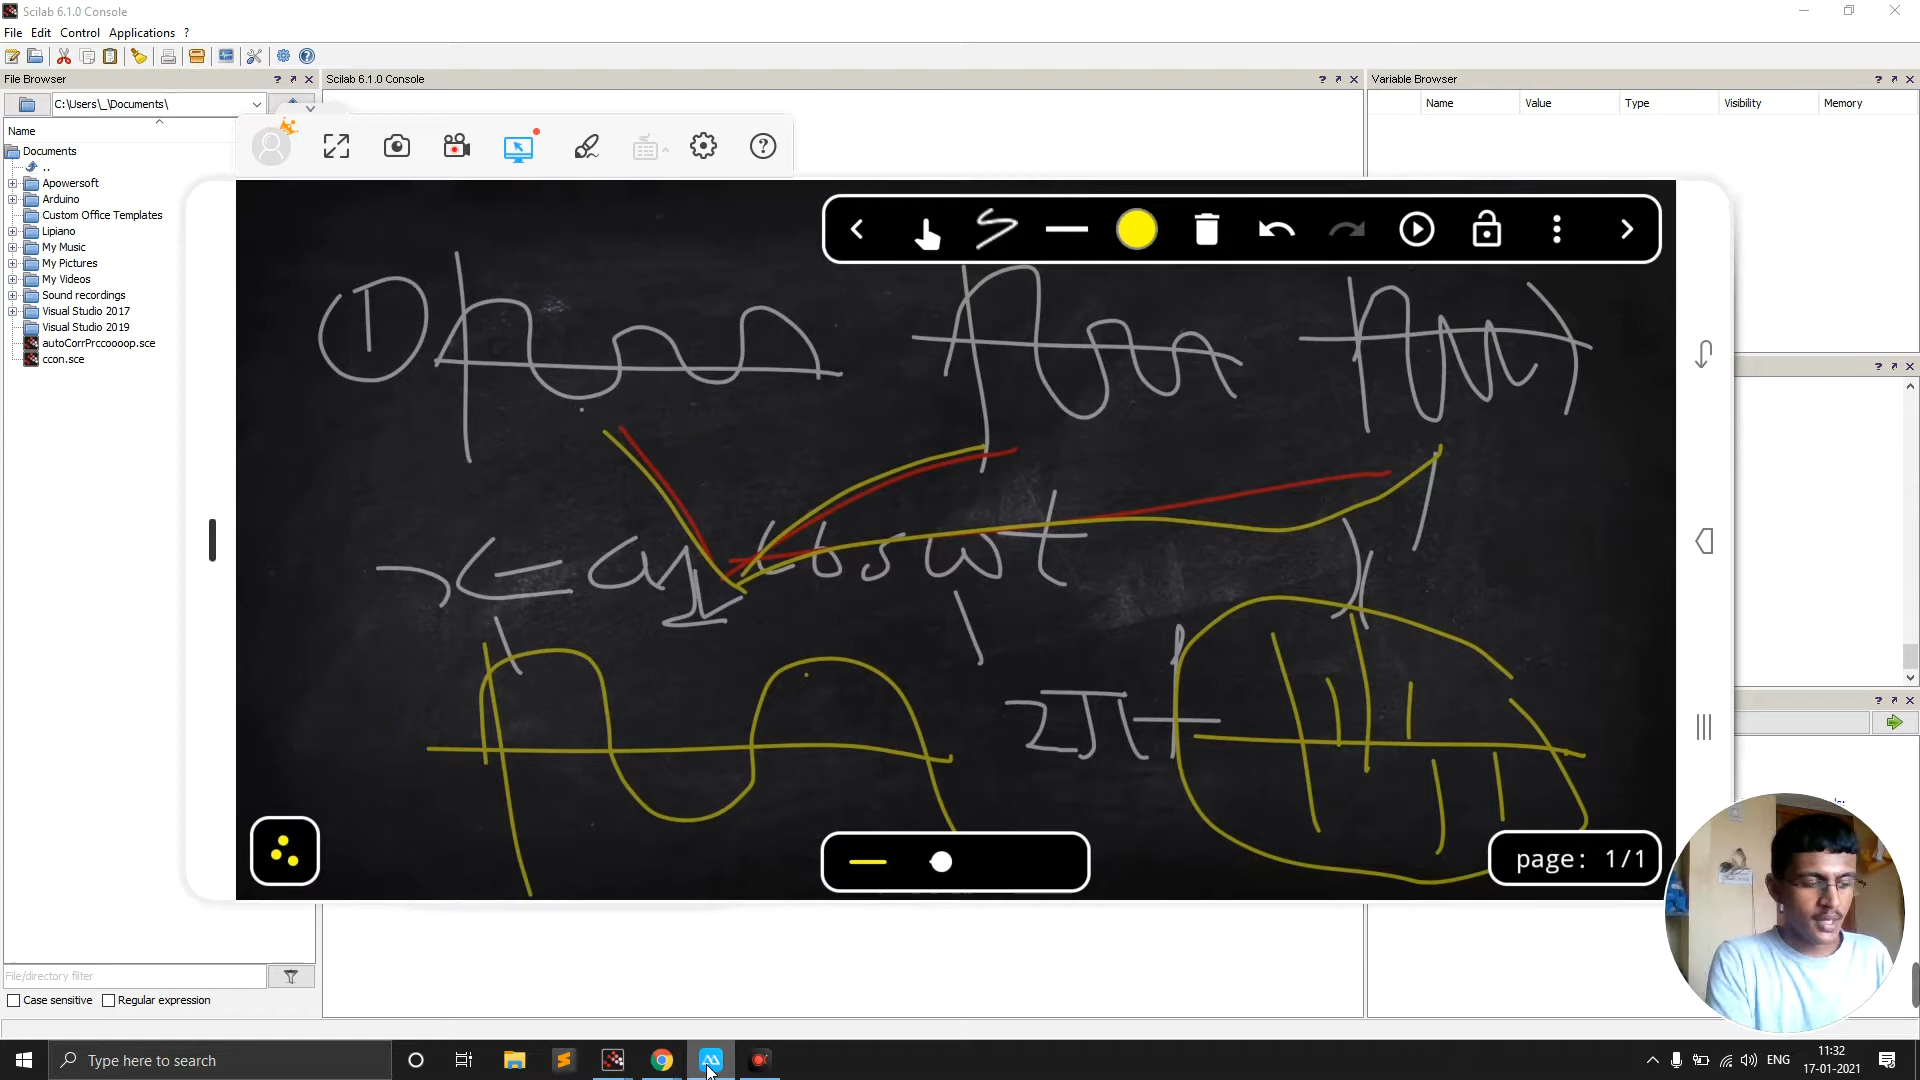 Scilab 6.1.0 Console
File Edit Control Applications ?
File Browser ? Scilab 6.1.0 Console ? Variable Browser ?
C:\Users\_\Documents\
Name Name Value Type Visibility Memory
Documents
..
Apowersoft
Arduino
Custom Office Templates
Lipiano
My Music
My Pictures
My Videos
Sound recordings
Visual Studio 2017
Visual Studio 2019
autoCorrPrccoooop.sce
ccon.sce
1
x = a1 cos wt
2π
page: 1/1
File/directory filter
Case sensitive Regular expression
Type here to search
ENG
11:32
17-01-2021